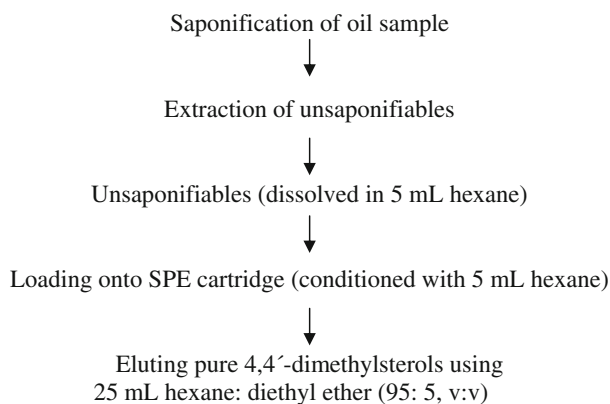 Saponification of oil sample
Extraction of unsaponifiables
Unsaponifiables (dissolved in 5 mL hexane)
Loading onto SPE cartridge (conditioned with 5 mL hexane)
Eluting pure 4,4´-dimethylsterols using
25 mL hexane: diethyl ether (95: 5, v:v)